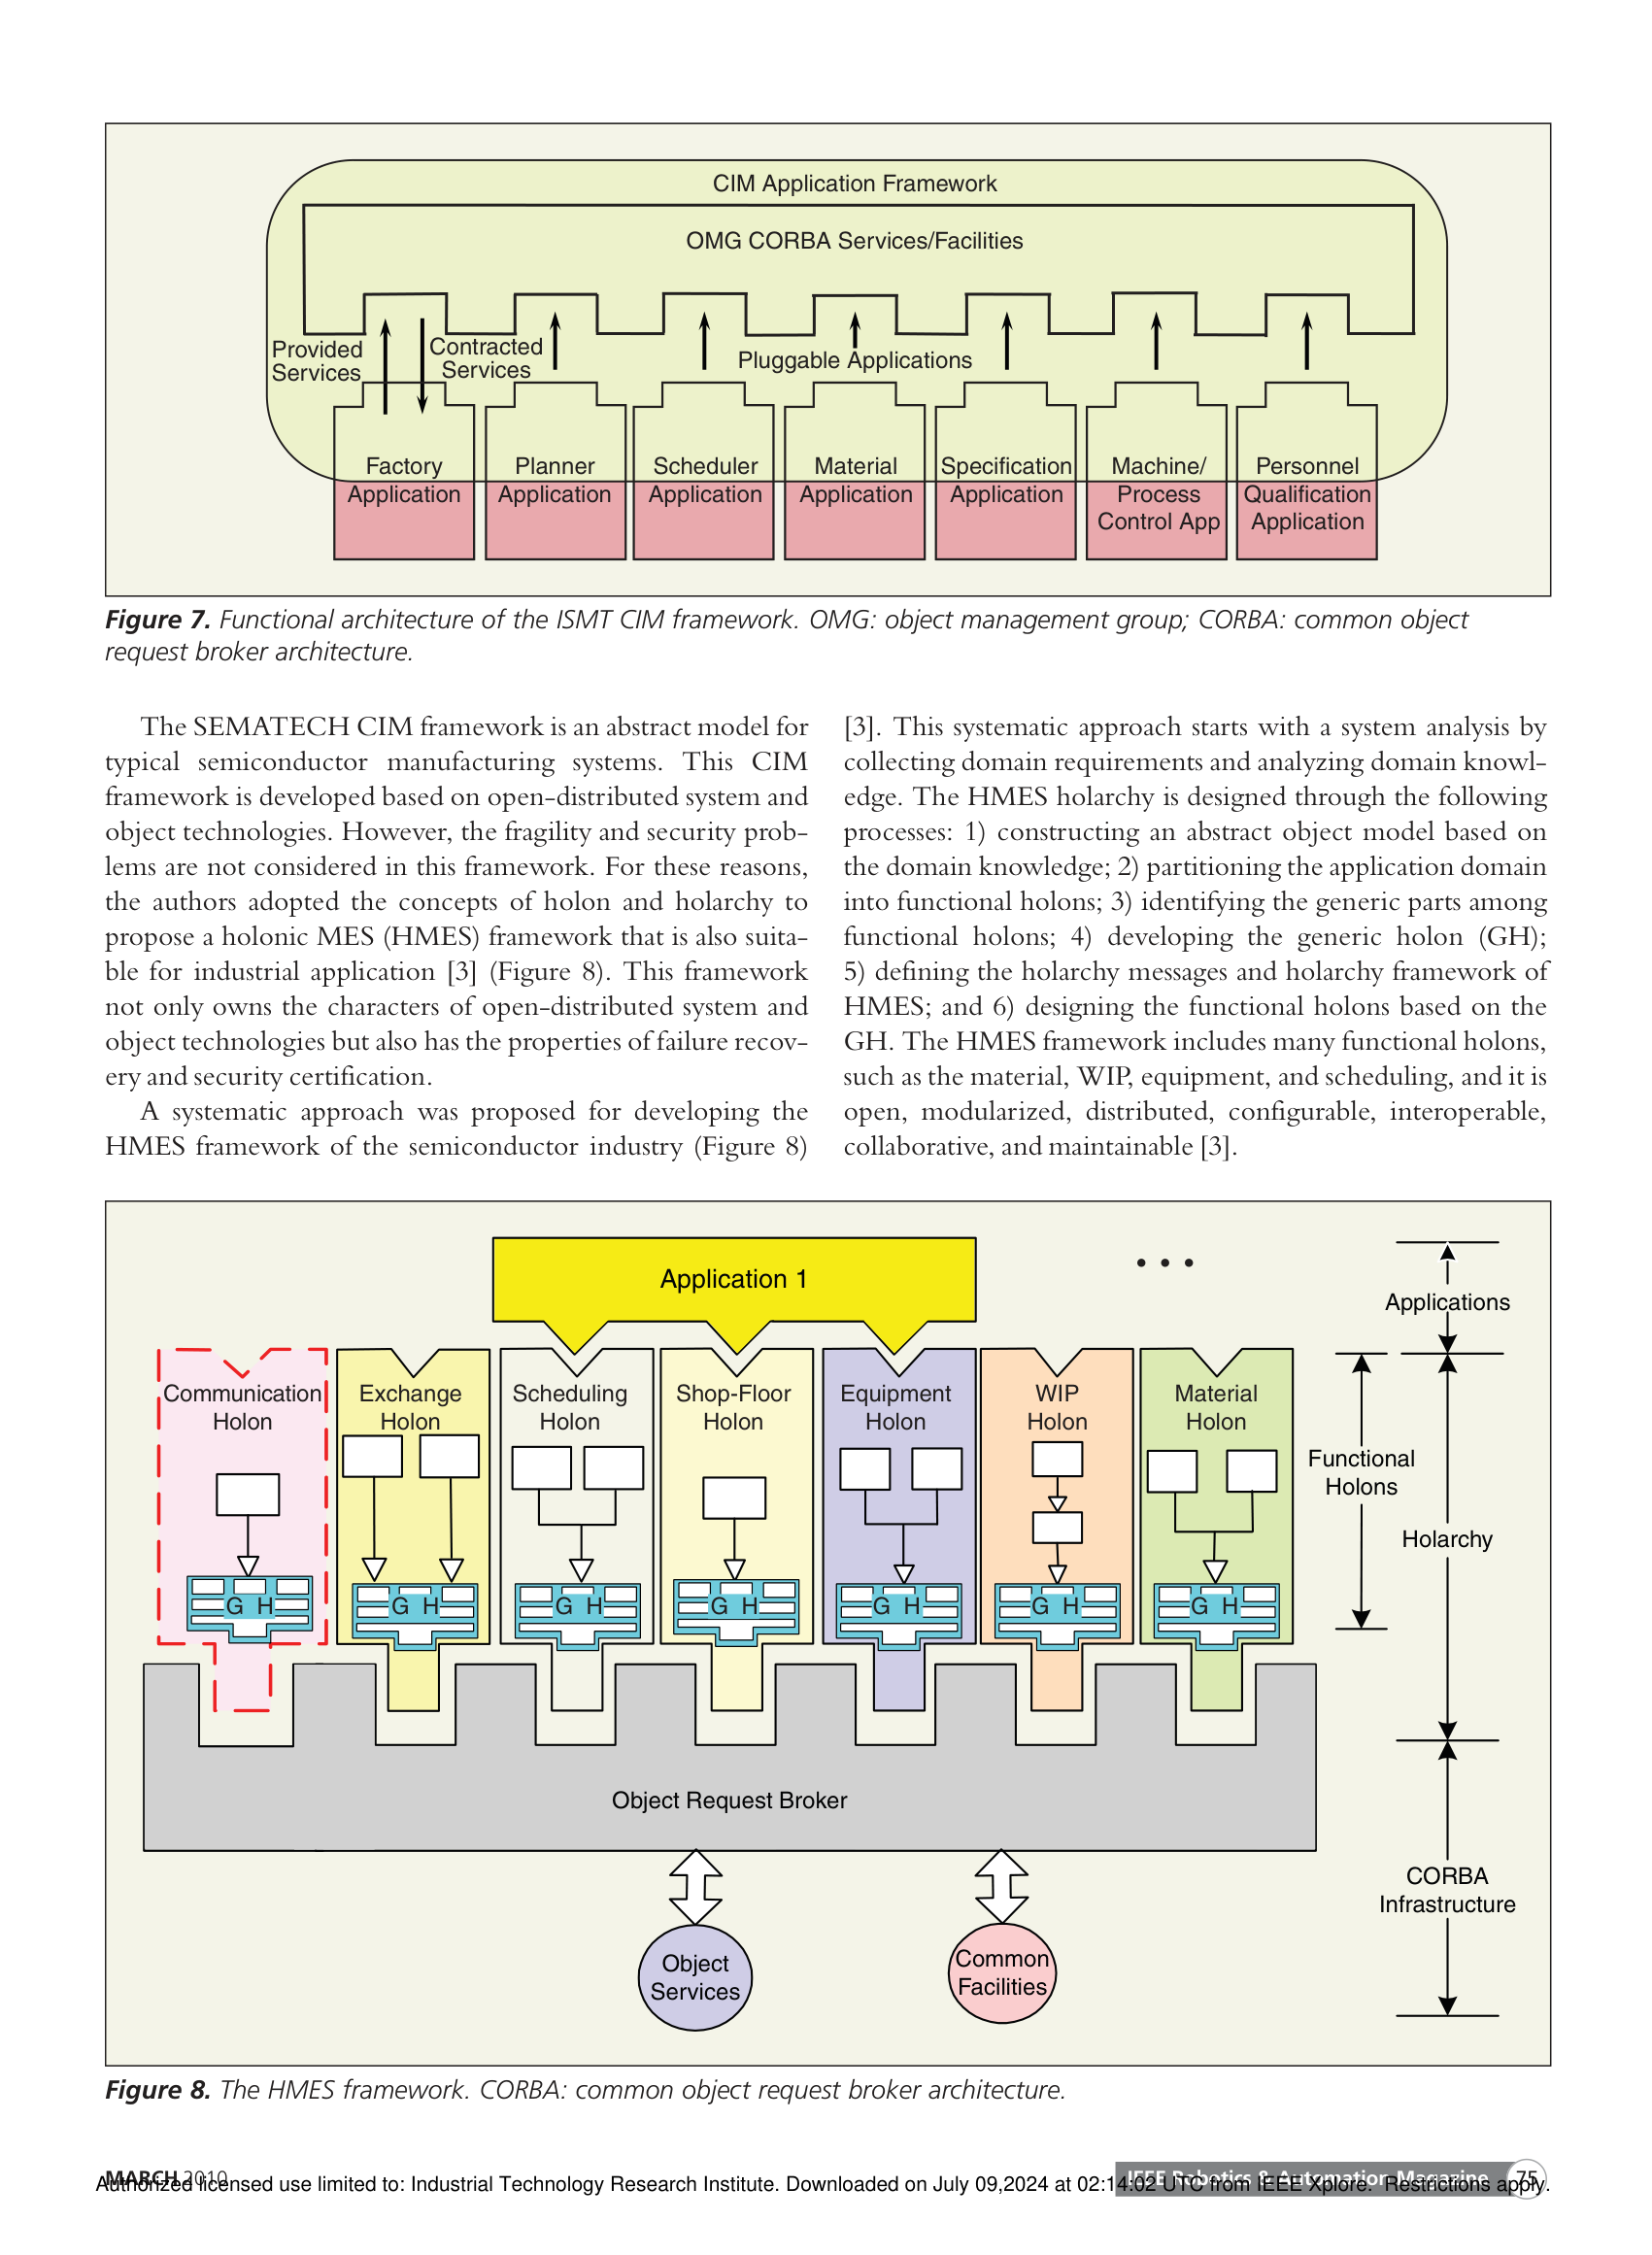 CIM Application Framework
OMG CORBA Services/Facilities
Provided
Services
Contracted
Services
Pluggable Applications
Factory
Application
Planner
Application
Scheduler
Application
Material
Application
Specification
Application
Machine/
Process
Control App
Personnel
Qualification
Application
Figure 7. Functional architecture of the ISMT CIM framework. OMG: object management group; CORBA: common object
request broker architecture.
The SEMATECH CIM framework is an abstract model for
typical semiconductor manufacturing systems. This CIM
framework is developed based on open-distributed system and
object technologies. However, the fragility and security prob-
lems are not considered in this framework. For these reasons,
the authors adopted the concepts of holon and holarchy to
propose a holonic MES (HMES) framework that is also suita-
ble for industrial application [3] (Figure 8). This framework
not only owns the characters of open-distributed system and
object technologies but also has the properties of failure recov-
ery and security certification.
A systematic approach was proposed for developing the
HMES framework of the semiconductor industry (Figure 8)
[3]. This systematic approach starts with a system analysis by
collecting domain requirements and analyzing domain knowl-
edge. The HMES holarchy is designed through the following
processes: 1) constructing an abstract object model based on
the domain knowledge; 2) partitioning the application domain
into functional holons; 3) identifying the generic parts among
functional holons; 4) developing the generic holon (GH);
5) defining the holarchy messages and holarchy framework of
HMES; and 6) designing the functional holons based on the
GH. The HMES framework includes many functional holons,
such as the material, WIP, equipment, and scheduling, and it is
open, modularized, distributed, configurable, interoperable,
collaborative, and maintainable [3].
Application 1
• • •
Applications
Communication
Holon
Exchange
Holon
Scheduling
Holon
Shop-Floor
Holon
Equipment
Holon
WIP
Holon
Material
Holon
Functional
Holons
Holarchy
G H
G H
G H
G H
G H
G H
G H
Object Request Broker
CORBA
Infrastructure
Object
Services
Common
Facilities
Figure 8. The HMES framework. CORBA: common object request broker architecture.
MARCH 2010
IEEE Robotics & Automation Magazine
75
Authorized licensed use limited to: Industrial Technology Research Institute. Downloaded on July 09,2024 at 02:14:02 UTC from IEEE Xplore. Restrictions apply.